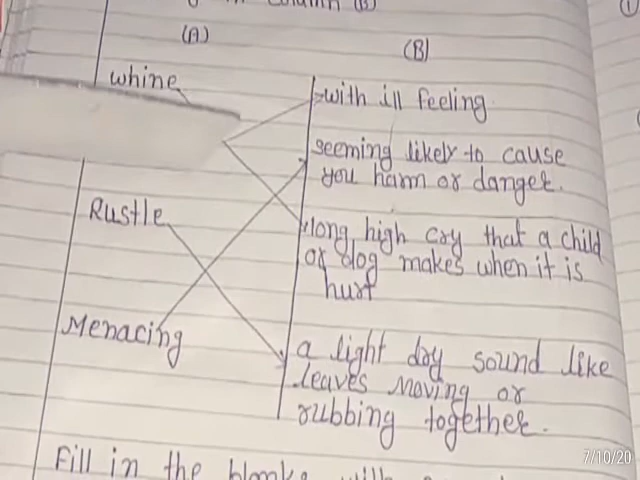 column (B)
(A)
(B)
whine
with ill feeling
seeming likely to cause
you harm or danger.
Rustle
long high cry that a child
or dog makes when it is
hurt
Menacing
a light dry sound like
leaves moving or
rubbing together.
Fill in the blanks
7/10/20